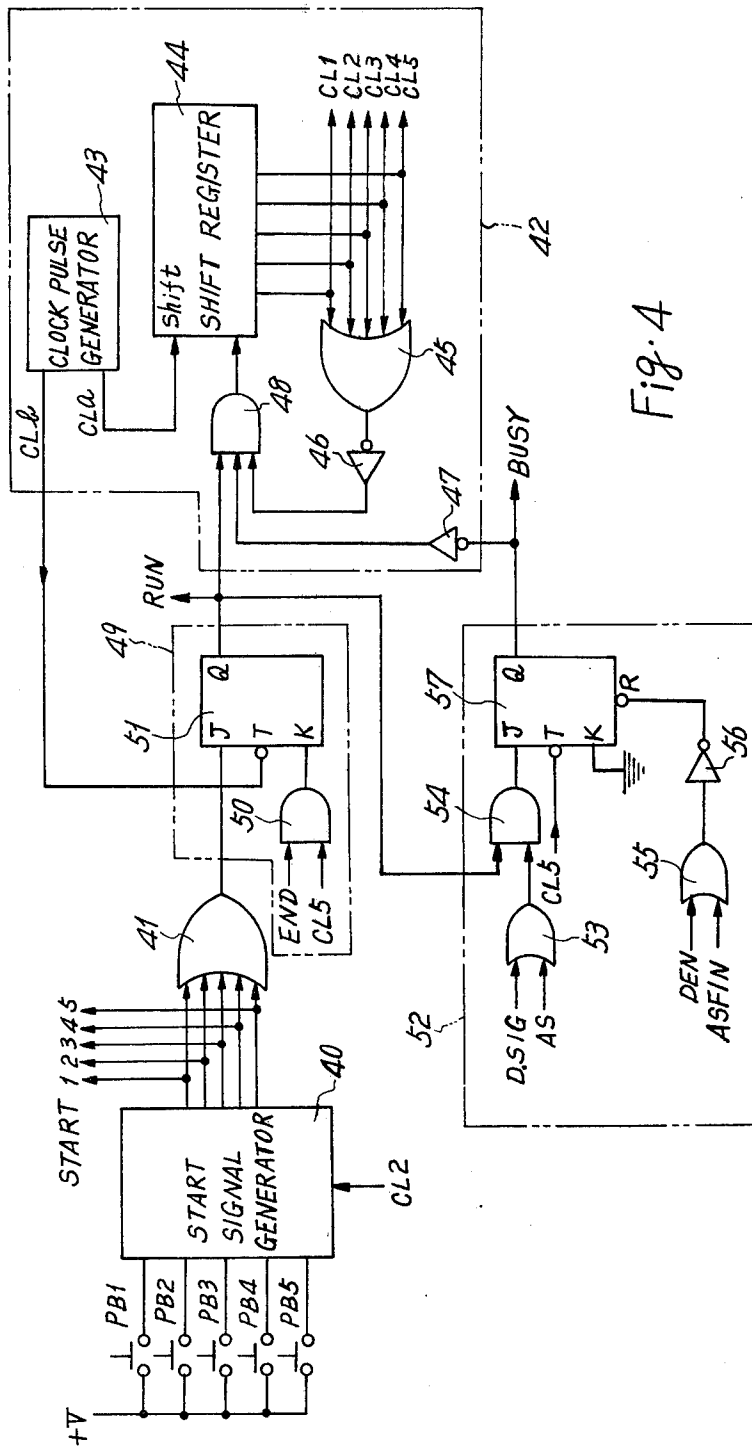 +V
PB1
PB2
PB3
PB4
PB5
START
SIGNAL
GENERATOR
40
CL2
START 1 2 3 4 5
41
END
CL5
50
49
51
J
T
K
Q
RUN
CLb
CLa
CLOCK PULSE
GENERATOR
43
Shift
SHIFT REGISTER
44
48
46
45
47
CL1
CL2
CL3
CL4
CL5
42
BUSY
52
D.SIG
AS
53
54
CL5
57
J
T
K
Q
R
DEN
ASFIN
55
56
Fig. 4